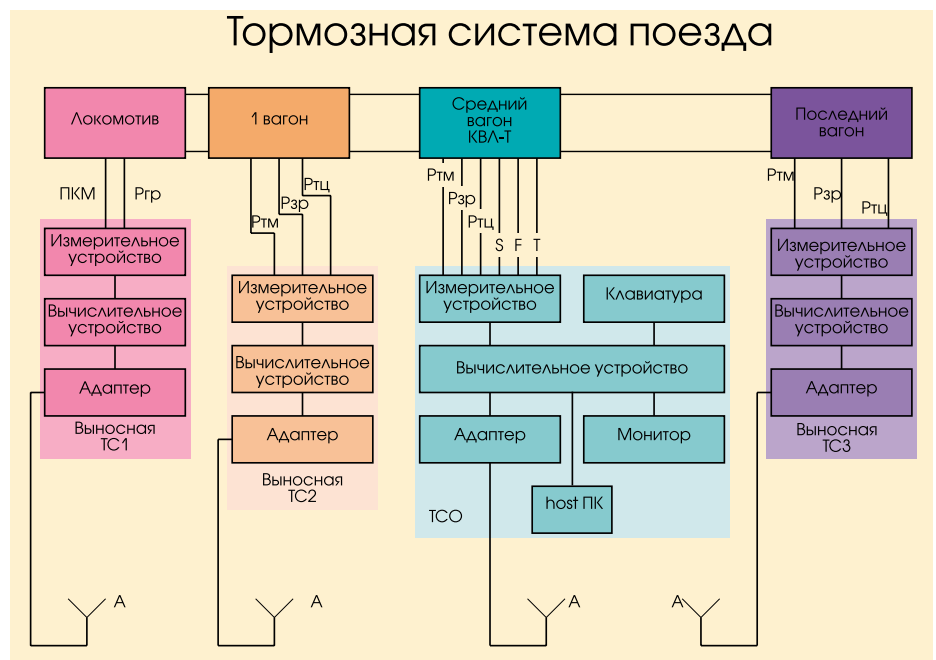 Тормозная система поезда
Локомотив
1 вагон
Средний
вагон
КВЛ-Т
Последний
вагон
ПКМ
Ргр
Ртм
Рзр
Ртц
Ртм
Рзр
Ртц
S
F
T
Ртм
Рзр
Ртц
Измерительное
устройство
Вычислительное
устройство
Адаптер
Выносная
ТС1
Измерительное
устройство
Вычислительное
устройство
Адаптер
Выносная
ТС2
Измерительное
устройство
Клавиатура
Вычислительное устройство
Адаптер
Монитор
host ПК
ТСО
Измерительное
устройство
Вычислительное
устройство
Адаптер
Выносная
ТС3
А
А
А
А